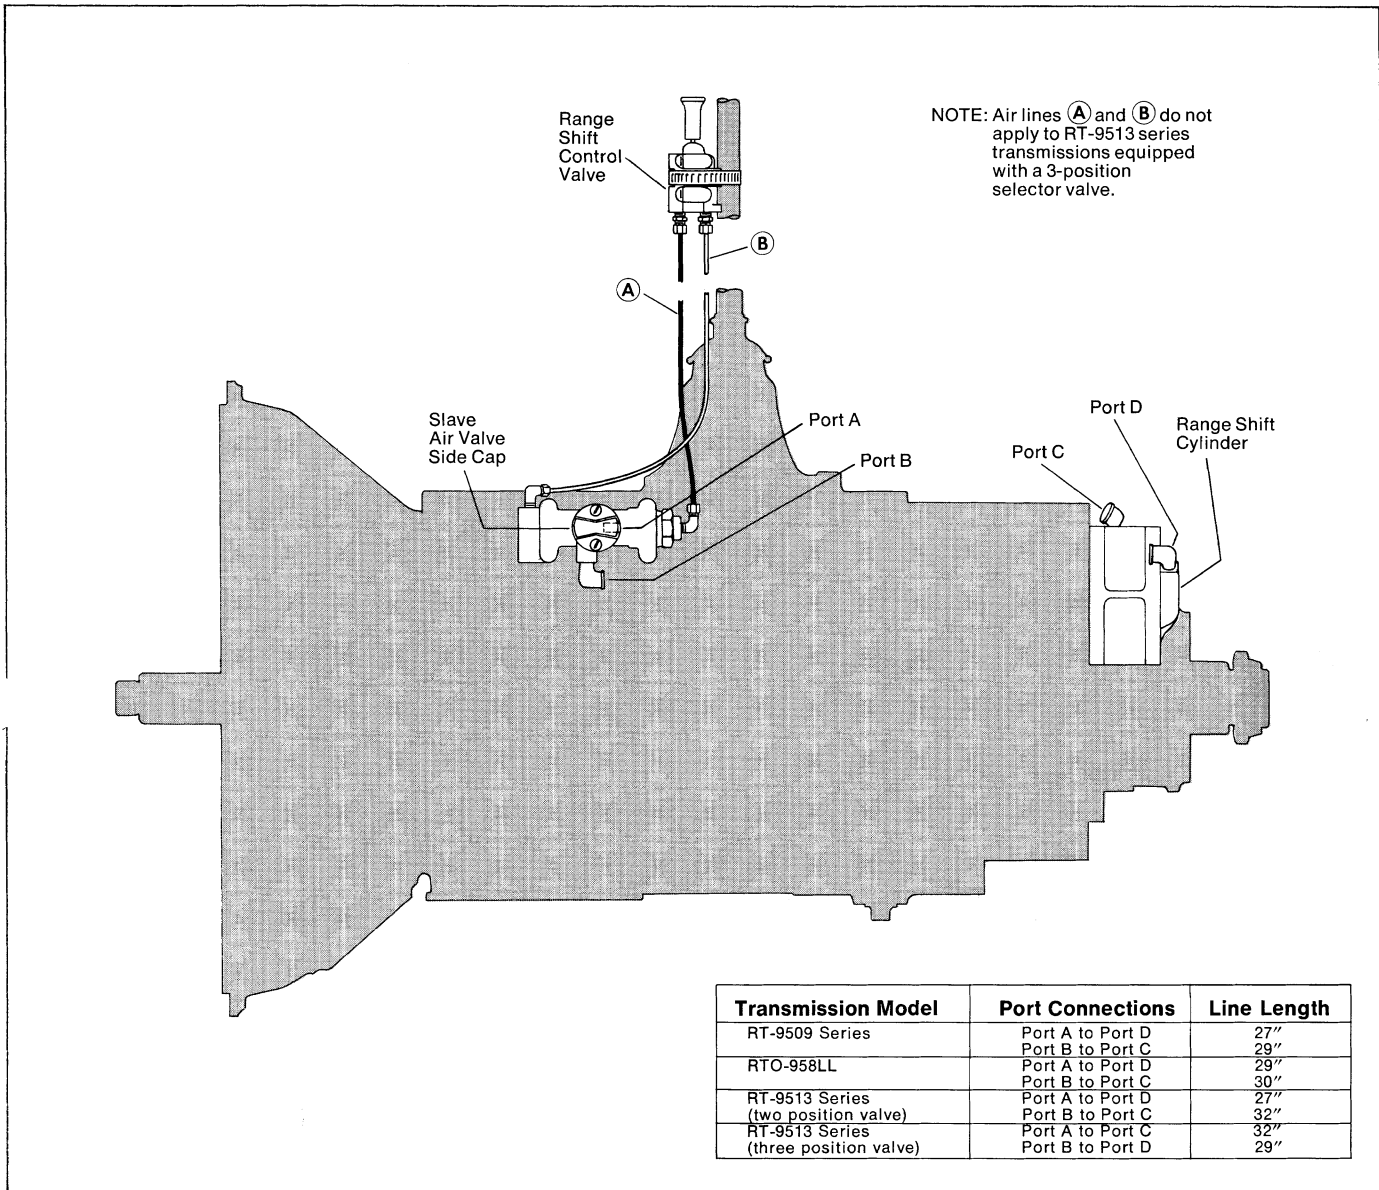 Range
Shift
Control
Valve
NOTE: Air lines A and B do not
apply to RT-9513 series
transmissions equipped
with a 3-position
selector valve.
B
A
Slave
Air Valve
Side Cap
Port A
Port B
Port C
Port D
Range Shift
Cylinder
Transmission Model Port Connections Line Length
RT-9509 Series Port A to Port D 27″
Port B to Port C 29″
RTO-958LL Port A to Port D 29″
Port B to Port C 30″
RT-9513 Series Port A to Port D 27″
(two position valve) Port B to Port C 32″
RT-9513 Series Port A to Port C 32″
(three position valve) Port B to Port D 29″